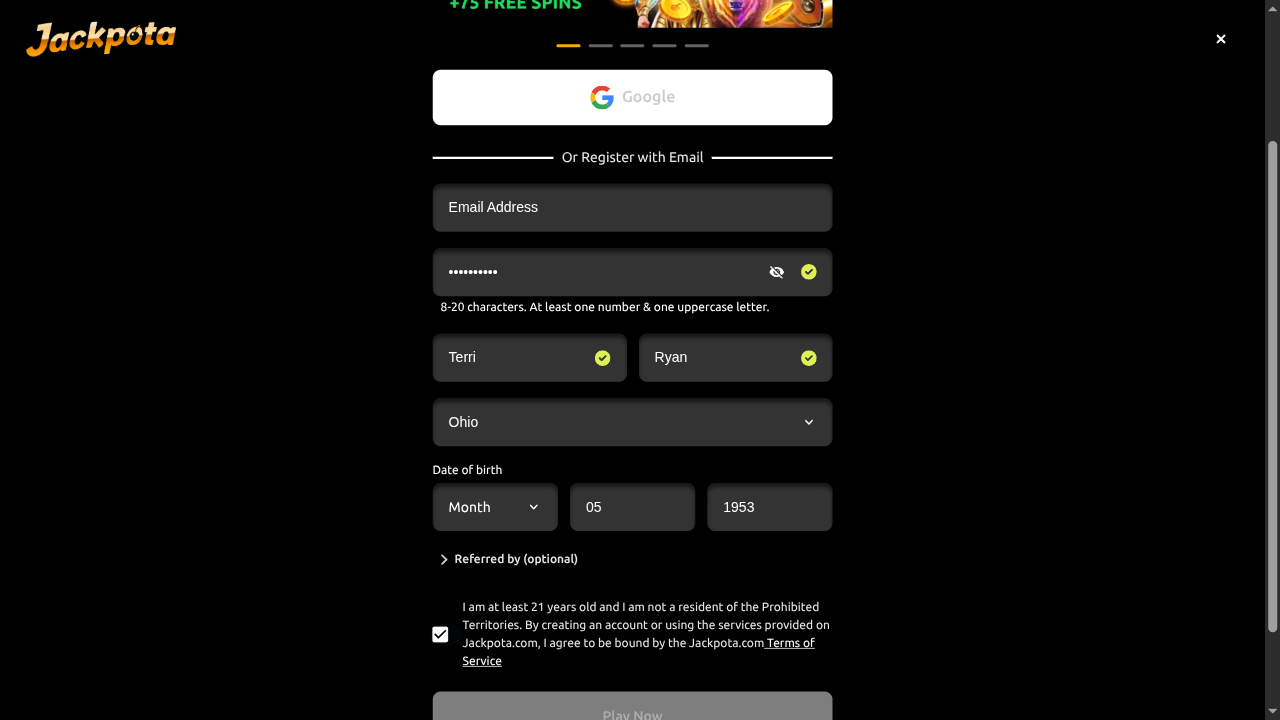 +75 FREE SPINS
Jackpota
Google
Or Register with Email
Email Address
••••••••••
8-20 characters. At least one number & one uppercase letter.
Terri
Ryan
Ohio
Date of birth
Month
05
1953
Referred by (optional)
I am at least 21 years old and I am not a resident of the Prohibited
Territories. By creating an account or using the services provided on
Jackpota.com, I agree to be bound by the Jackpota.com Terms of
Service
Play Now